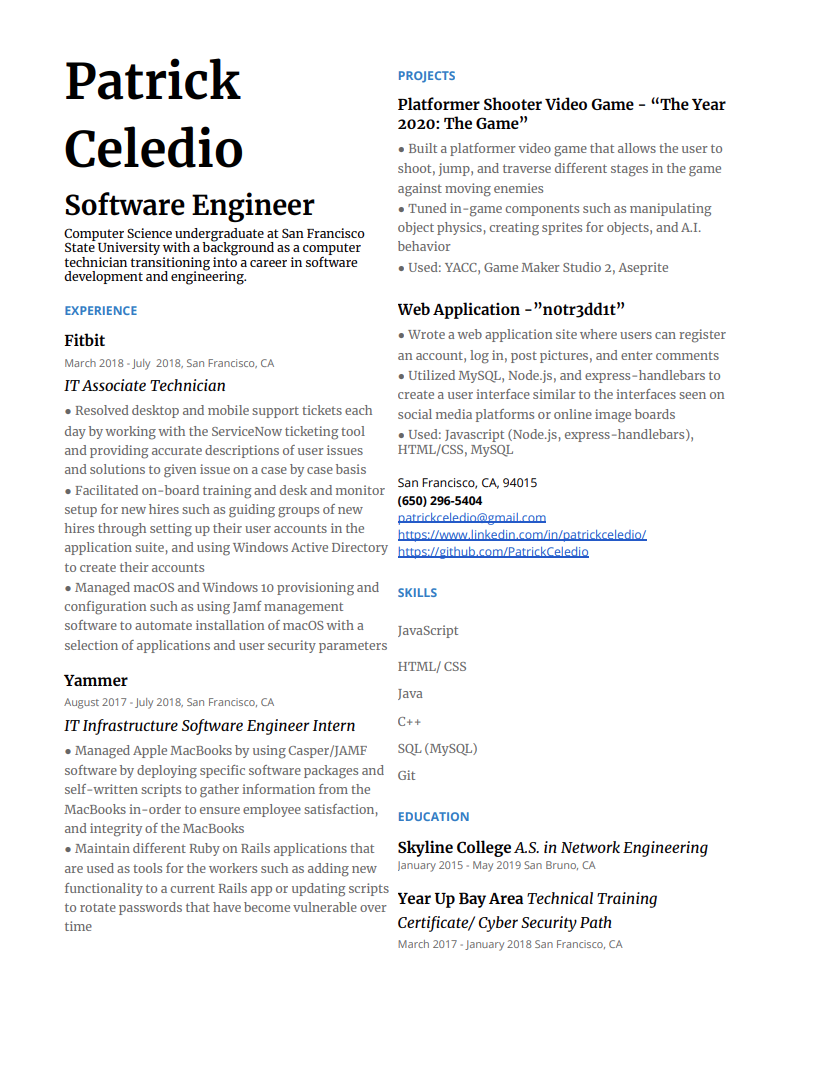 Patrick
Celedio
Software Engineer
Computer Science undergraduate at San Francisco
State University with a background as a computer
technician transitioning into a career in software
development and engineering.
EXPERIENCE
Fitbit
March 2018 - July  2018, San Francisco, CA
IT Associate Technician
● Resolved desktop and mobile support tickets each
day by working with the ServiceNow ticketing tool
and providing accurate descriptions of user issues
and solutions to given issue on a case by case basis
● Facilitated on-board training and desk and monitor
setup for new hires such as guiding groups of new
hires through setting up their user accounts in the
application suite, and using Windows Active Directory
to create their accounts
● Managed macOS and Windows 10 provisioning and
configuration such as using Jamf management
software to automate installation of macOS with a
selection of applications and user security parameters
Yammer
August 2017 - July 2018, San Francisco, CA
IT Infrastructure Software Engineer Intern
● Managed Apple MacBooks by using Casper/JAMF
software by deploying specific software packages and
self-written scripts to gather information from the
MacBooks in-order to ensure employee satisfaction,
and integrity of the MacBooks
● Maintain different Ruby on Rails applications that
are used as tools for the workers such as adding new
functionality to a current Rails app or updating scripts
to rotate passwords that have become vulnerable over
time
PROJECTS
Platformer Shooter Video Game - “The Year
2020: The Game”
● Built a platformer video game that allows the user to
shoot, jump, and traverse different stages in the game
against moving enemies
● Tuned in-game components such as manipulating
object physics, creating sprites for objects, and A.I.
behavior
● Used: YACC, Game Maker Studio 2, Aseprite
Web Application -”n0tr3dd1t”
● Wrote a web application site where users can register
an account, log in, post pictures, and enter comments
● Utilized MySQL, Node.js, and express-handlebars to
create a user interface similar to the interfaces seen on
social media platforms or online image boards
● Used: Javascript (Node.js, express-handlebars),
HTML/CSS, MySQL
San Francisco, CA, 94015
(650) 296-5404
patrickceledio@gmail.com
https://www.linkedin.com/in/patrickceledio/
https://github.com/PatrickCeledio
SKILLS
JavaScript
HTML/ CSS
Java
C++
SQL (MySQL)
Git
EDUCATION
Skyline College A.S. in Network Engineering
January 2015 - May 2019 San Bruno, CA
Year Up Bay Area Technical Training
Certificate/ Cyber Security Path
March 2017 - January 2018 San Francisco, CA